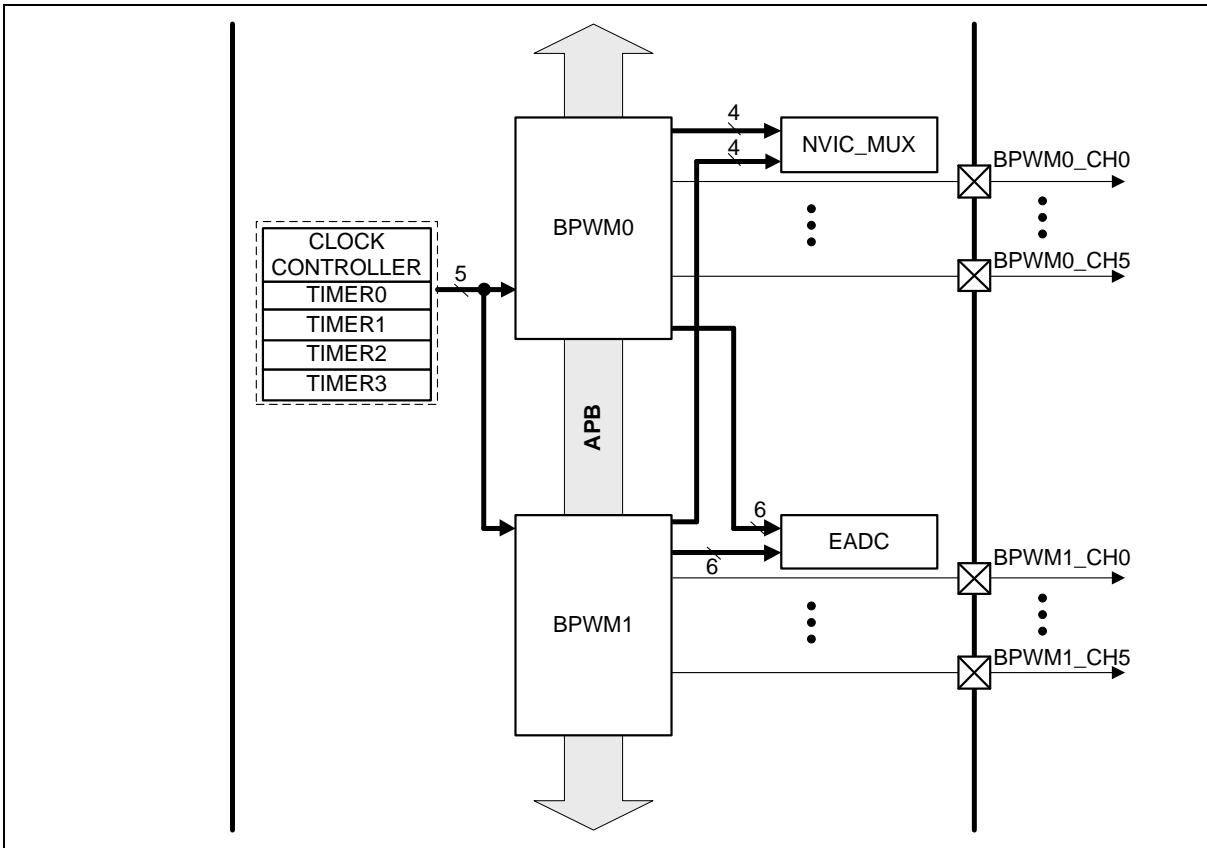 4
NVIC_MUX
4
BPWM0_CH0
BPWM0
CLOCK
CONTROLLER
TIMER0
TIMER1
TIMER2
TIMER3
5
BPWM0_CH5
APB
6
EADC
6
BPWM1_CH0
BPWM1
BPWM1_CH5